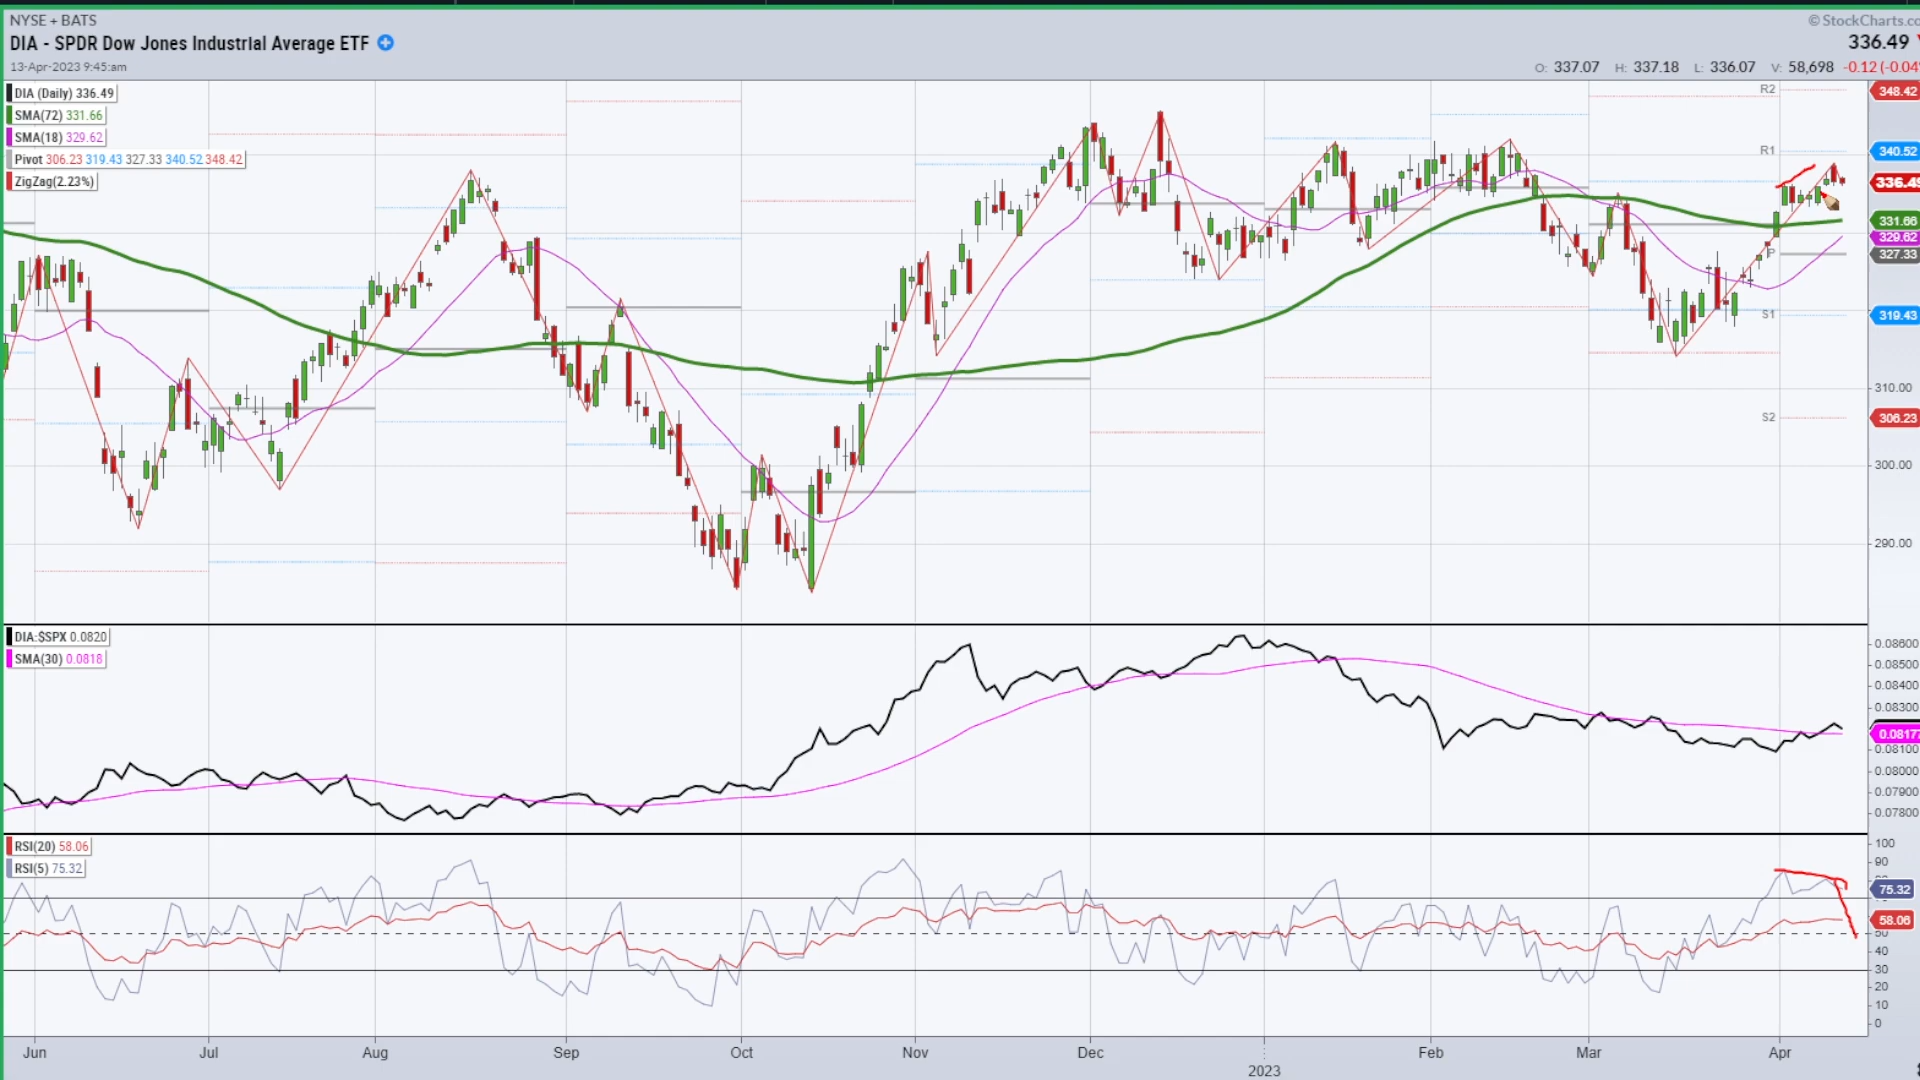 NYSE + BATS
© StockCharts.co
DIA - SPDR Dow Jones Industrial Average ETF
336.49
13-Apr-2023 9:45:am
O: 337.07 H: 337.18 L: 336.07 V: 58,698 -0.12 (-0.04
DIA (Daily) 336.49
SMA(72) 331.66
SMA(18) 329.62
Pivot 306.23 319.43 327.33 340.52 348.42
ZigZag(2.23%)
R2
R1
P
S1
S2
348.42
340.52
336.49
331.66
329.62
327.33
319.43
310.00
306.23
300.00
290.00
DIA:$SPX 0.0820
SMA(30) 0.0818
0.08600
0.08500
0.08400
0.08300
0.0817
0.08100
0.08000
0.07900
0.07800
RSI(20) 58.06
RSI(5) 75.32
100
90
75.32
58.06
50
40
30
20
10
0
Jun Jul Aug Sep Oct Nov Dec Feb Mar Apr
2023